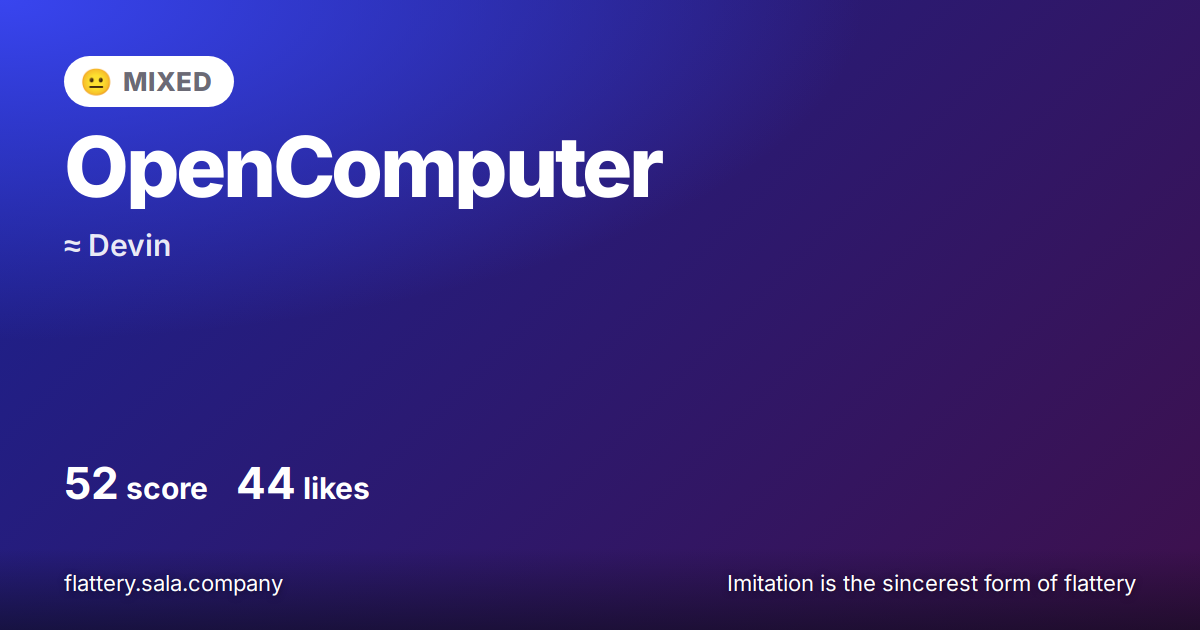 😐 MIXED
OpenComputer
≈ Devin
52 score 44 likes
flattery.sala.company
Imitation is the sincerest form of flattery